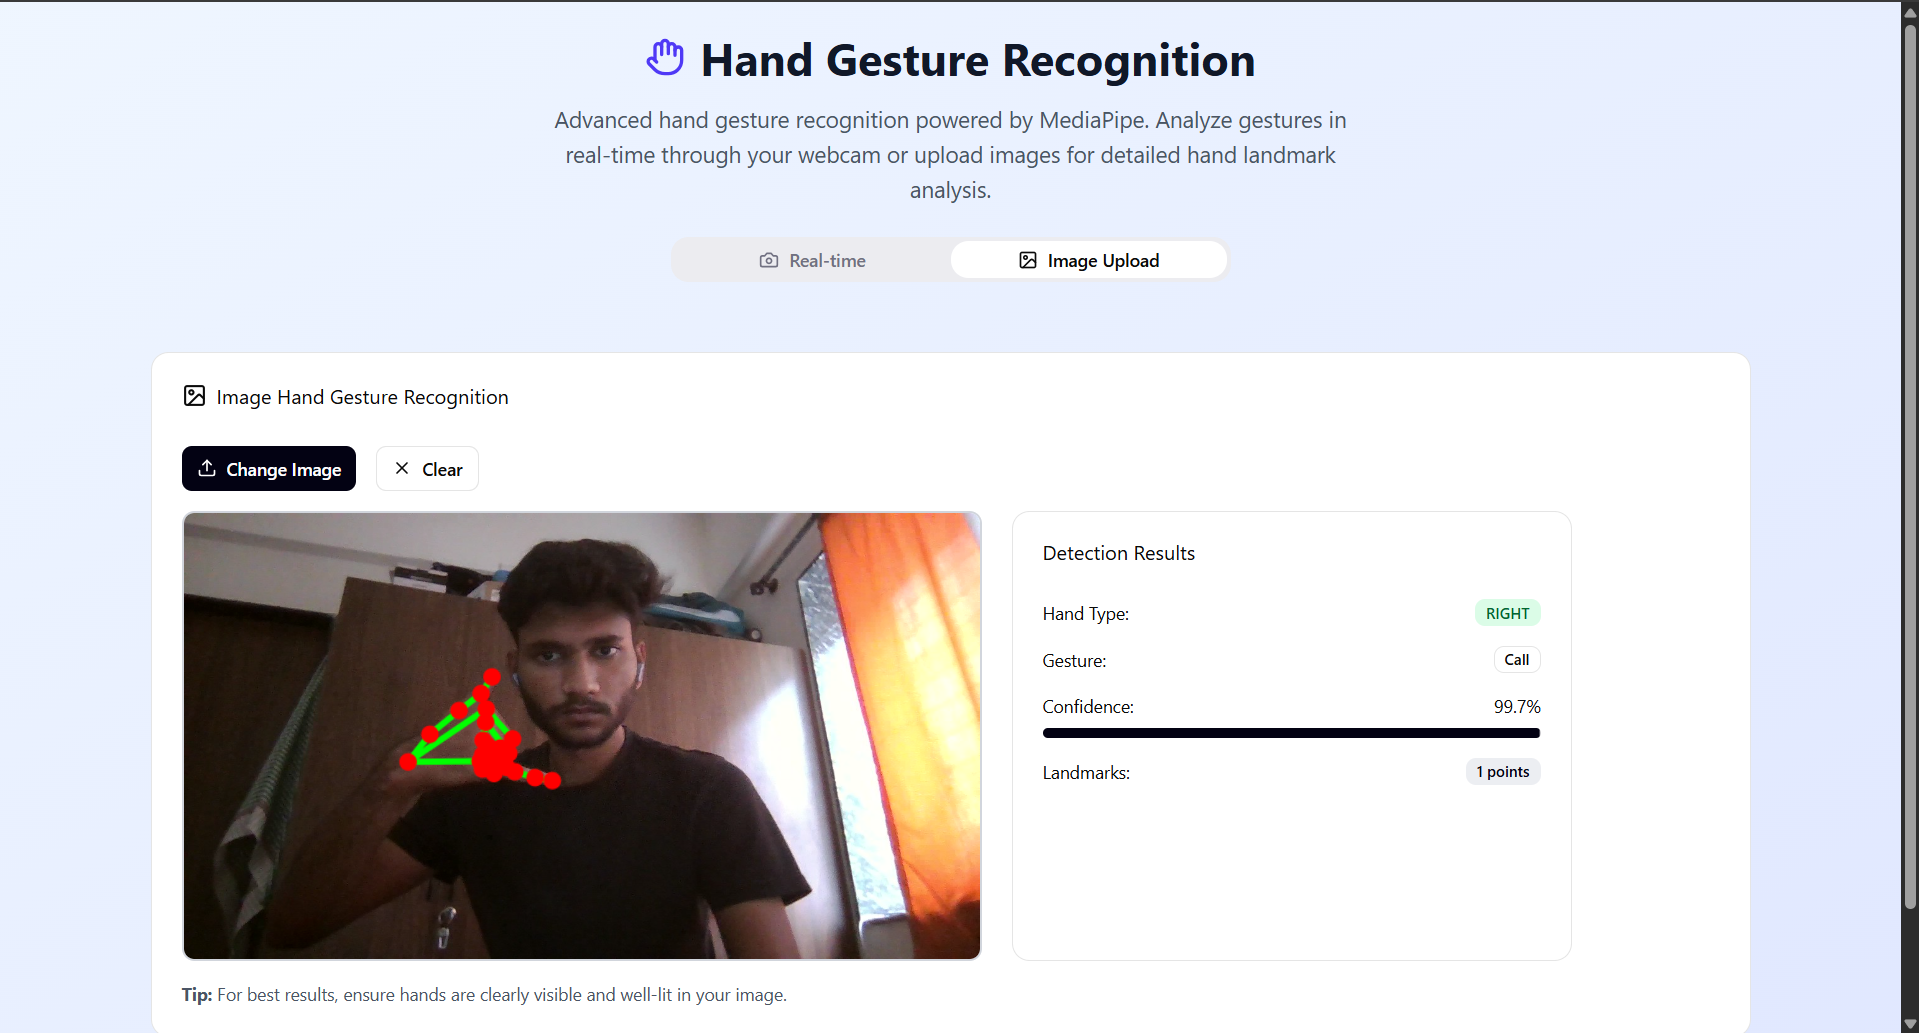 Hand Gesture Recognition
Advanced hand gesture recognition powered by MediaPipe. Analyze gestures in
real-time through your webcam or upload images for detailed hand landmark
analysis.
Real-time
Image Upload
Image Hand Gesture Recognition
Change Image
Clear
Detection Results
Hand Type: RIGHT
Gesture: Call
Confidence: 99.7%
Landmarks: 1 points
Tip: For best results, ensure hands are clearly visible and well-lit in your image.